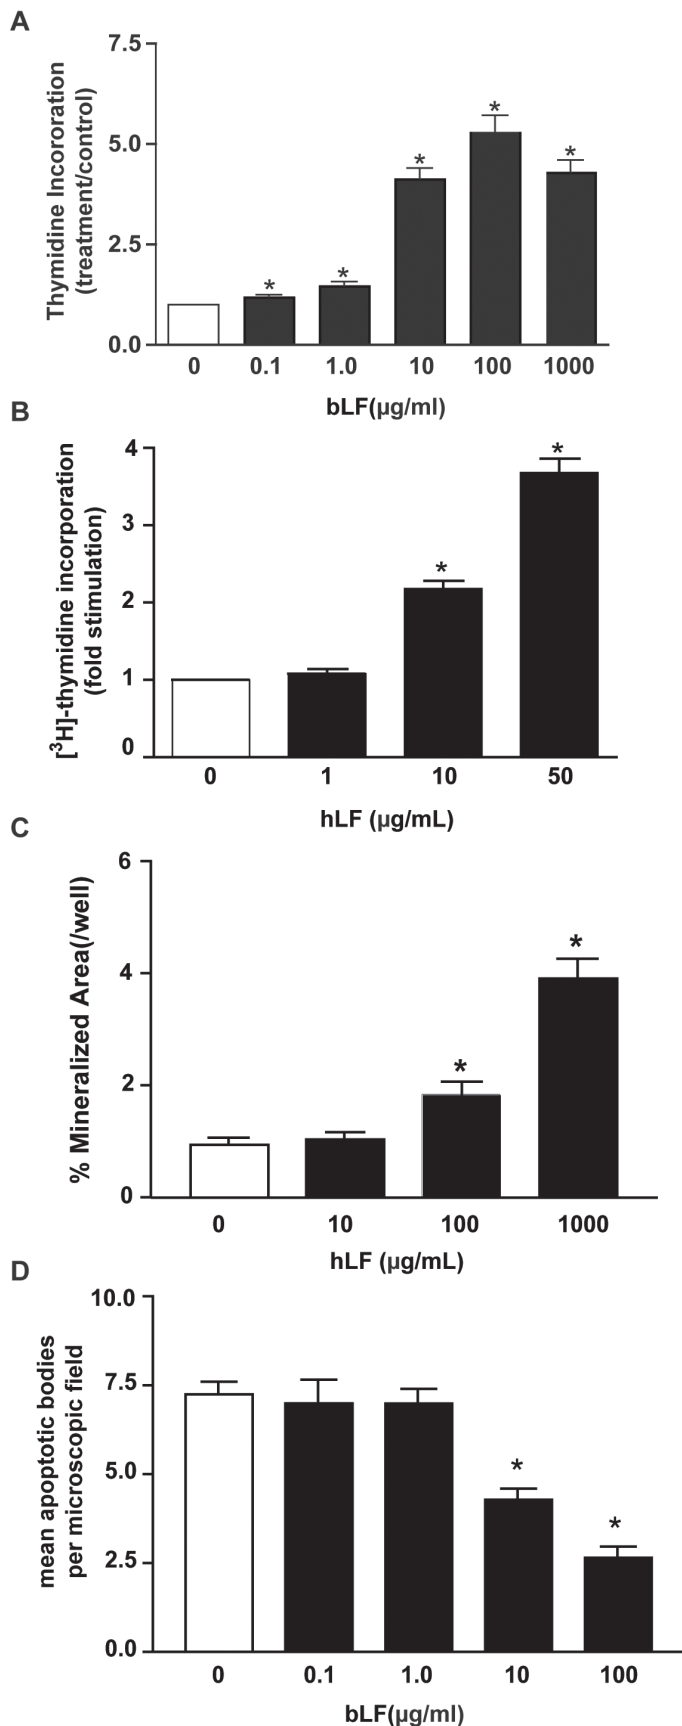 A
Thymidine Incororation
(treatment/control)
7.5
5.0
2.5
0.0
* * * * *
0 0.1 1.0 10 100 1000
bLF(µg/ml)
B
[³H]-thymidine incorporation
(fold stimulation)
4
3
2
1
0
* *
0 1 10 50
hLF (µg/mL)
C
% Mineralized Area(/well)
6
4
2
0
* *
0 10 100 1000
hLF (µg/mL)
D
mean apoptotic bodies
per microscopic field
10.0
7.5
5.0
2.5
0.0
* *
0 0.1 1.0 10 100
bLF(µg/ml)